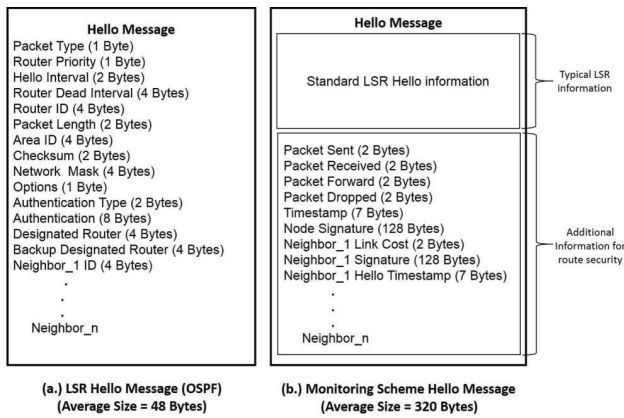 Hello Message
Packet Type (1 Byte)
Router Priority (1 Byte)
Hello Interval (2 Bytes)
Router Dead Interval (4 Bytes)
Router ID (4 Bytes)
Packet Length (2 Bytes)
Area ID (4 Bytes)
Checksum (2 Bytes)
Network Mask (4 Bytes)
Options (1 Byte)
Authentication Type (2 Bytes)
Authentication (8 Bytes)
Designated Router (4 Bytes)
Backup Designated Router (4 Bytes)
Neighbor_1 ID (4 Bytes)
.
.
.
Neighbor_n
(a.) LSR Hello Message (OSPF)
(Average Size = 48 Bytes)
Hello Message
Standard LSR Hello information
Typical LSR
information
Packet Sent (2 Bytes)
Packet Received (2 Bytes)
Packet Forward (2 Bytes)
Packet Dropped (2 Bytes)
Timestamp (7 Bytes)
Node Signature (128 Bytes)
Neighbor_1 Link Cost (2 Bytes)
Neighbor_1 Signature (128 Bytes)
Neighbor_1 Hello Timestamp (7 Bytes)
.
.
.
Neighbor_n
Additional
Information for
route security
(b.) Monitoring Scheme Hello Message
(Average Size = 320 Bytes)